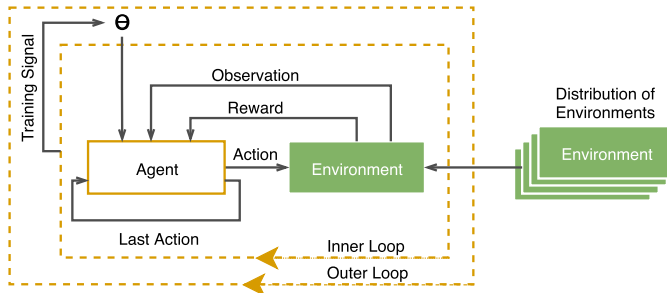 Training Signal
Θ
Observation
Reward
Agent
Action
Environment
Last Action
Inner Loop
Outer Loop
Distribution of
Environments
Environment